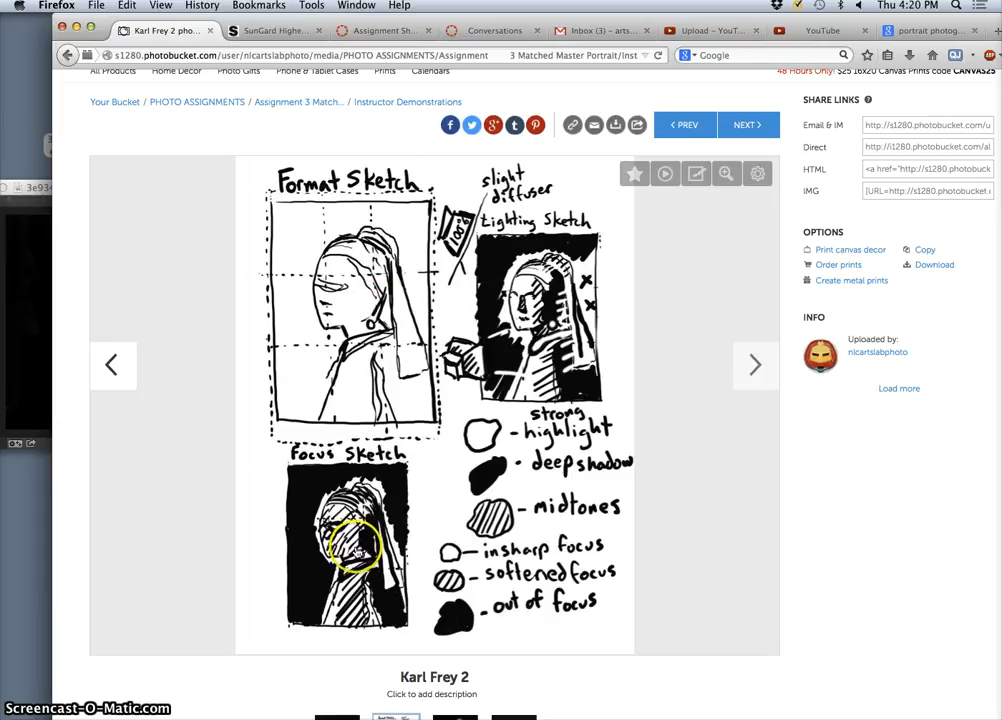 Firefox File Edit View History Bookmarks Tools Window Help
Thu 4:20 PM
Karl Frey 2 pho...
SunGard Highe...
Assignment Sh...
Conversations
Inbox (3) – arts...
Upload – YouT...
YouTube
portrait photog...
s1280.photobucket.com/user/nlcartslabphoto/media/PHOTO ASSIGNMENTS/Assignment 3 Matched Master Portrait/Inst
Google
All Products Home Decor Photo Gifts Phone & Tablet Cases Prints Calendars
48 Hours Only! $25 16x20 Canvas Prints code CANVAS25
Your Bucket / PHOTO ASSIGNMENTS / Assignment 3 Match... / Instructor Demonstrations
PREV
NEXT
Format Sketch
slight
diffuser
100%
Lighting Sketch
X
X
strong
- highlight
- deep shadow
- midtones
Focus Sketch
- in sharp focus
- softened focus
- out of focus
Karl Frey 2
Click to add description
SHARE LINKS
Email & IM http://s1280.photobucket.com/u
Direct http://i1280.photobucket.com/al
HTML <a href="http://s1280.photobucket
IMG [URL=http://s1280.photobucket.
OPTIONS
Print canvas decor
Copy
Order prints
Download
Create metal prints
INFO
Uploaded by:
nlcartslabphoto
Load more
3e934
Screencast-O-Matic.com